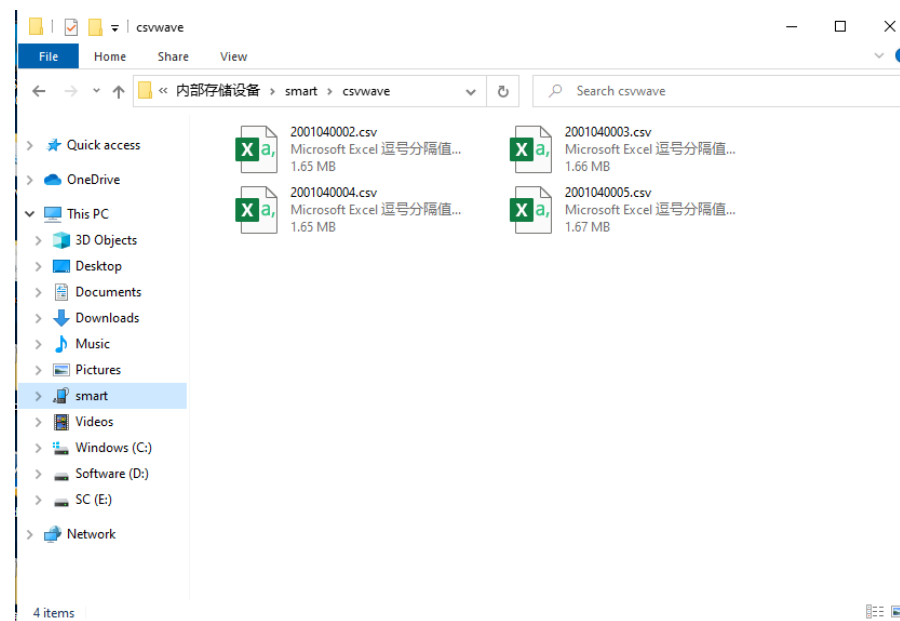 csvwave
File Home Share View
« 内部存储设备 › smart › csvwave
Search csvwave
Quick access
OneDrive
This PC
3D Objects
Desktop
Documents
Downloads
Music
Pictures
smart
Videos
Windows (C:)
Software (D:)
SC (E:)
Network
2001040002.csv
Microsoft Excel 逗号分隔值...
1.65 MB
2001040003.csv
Microsoft Excel 逗号分隔值...
1.66 MB
2001040004.csv
Microsoft Excel 逗号分隔值...
1.65 MB
2001040005.csv
Microsoft Excel 逗号分隔值...
1.67 MB
4 items